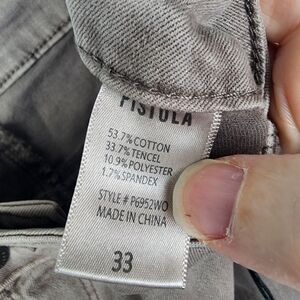 PISTOLA
53.7% COTTON
33.7% TENCEL
10.9% POLYESTER
1.7% SPANDEX
STYLE # P6952WO
MADE IN CHINA
33